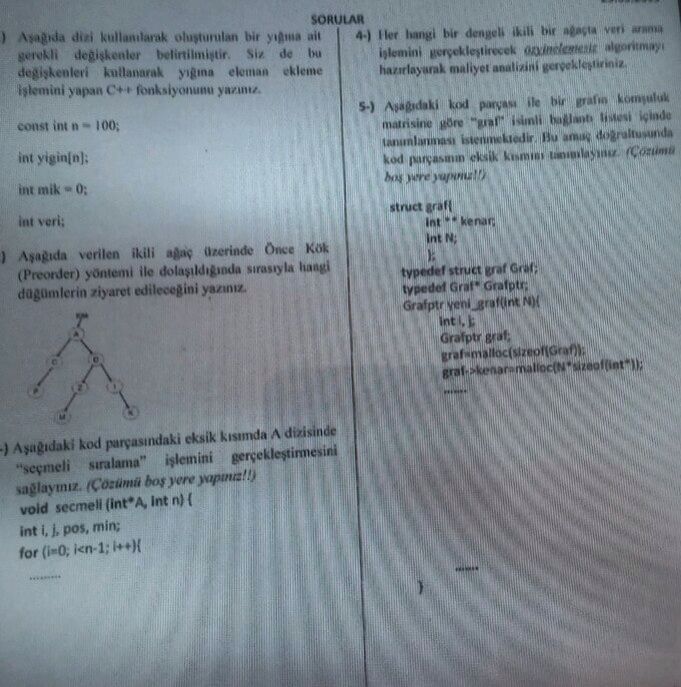 SORULAR
) Aşağıda dizi kullanılarak oluşturulan bir yığına ait
gerekli değişkenler belirtilmiştir. Siz de bu
değişkenleri kullanarak yığına eleman ekleme
işlemini yapan C++ fonksiyonunu yazınız.
const int n = 100;
int yigin[n];
int mik = 0;
int veri;
) Aşağıda verilen ikili ağaç üzerinde Önce Kök
(Preorder) yöntemi ile dolaşıldığında sırasıyla hangi
düğümlerin ziyaret edileceğini yazınız.
A
-) Aşağıdaki kod parçasındaki eksik kısımda A dizisinde
"seçmeli sıralama" işlemini gerçekleştirmesini
sağlayınız. (Çözümü boş yere yapınız!!)
void secmeli (int*A, int n) {
int i, j, pos, min;
for (i=0; i<n-1; i++){
.........
4-) Her hangi bir dengeli ikili bir ağaçta veri arama
işlemini gerçekleştirecek özyinelemesiz algoritmayı
hazırlayarak maliyet analizini gerçekleştiriniz.
5-) Aşağıdaki kod parçası ile bir grafın komşuluk
matrisine göre "graf" isimli bağlantı listesi içinde
tanımlanması istenmektedir. Bu amaç doğrultusunda
kod parçasının eksik kısmını tanımlayınız. (Çözümü
boş yere yapınız!!)
struct graf{
int ** kenar;
int N;
};
typedef struct graf Graf;
typedef Graf* Grafptr;
Grafptr yeni_graf(int N){
int i, j;
Grafptr graf;
graf=malloc(sizeof(Graf));
graf->kenar=malloc(N*sizeof(int*));
.......
.......
}